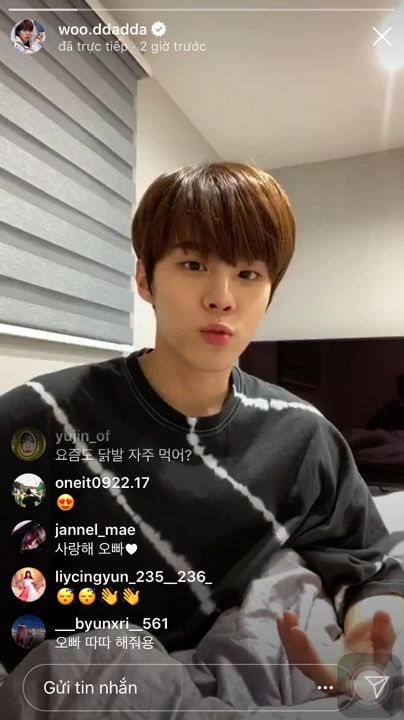 woo.ddadda
đã trực tiếp · 2 giờ trước
yujin_of
요즘도 닭발 자주 먹어?
oneit0922.17
😍
jannel_mae
사랑해 오빠🤍
liycingyun_235__236_
😴😴👋👋
___byunxri__561
오빠 따따 해줘용
Gửi tin nhắn